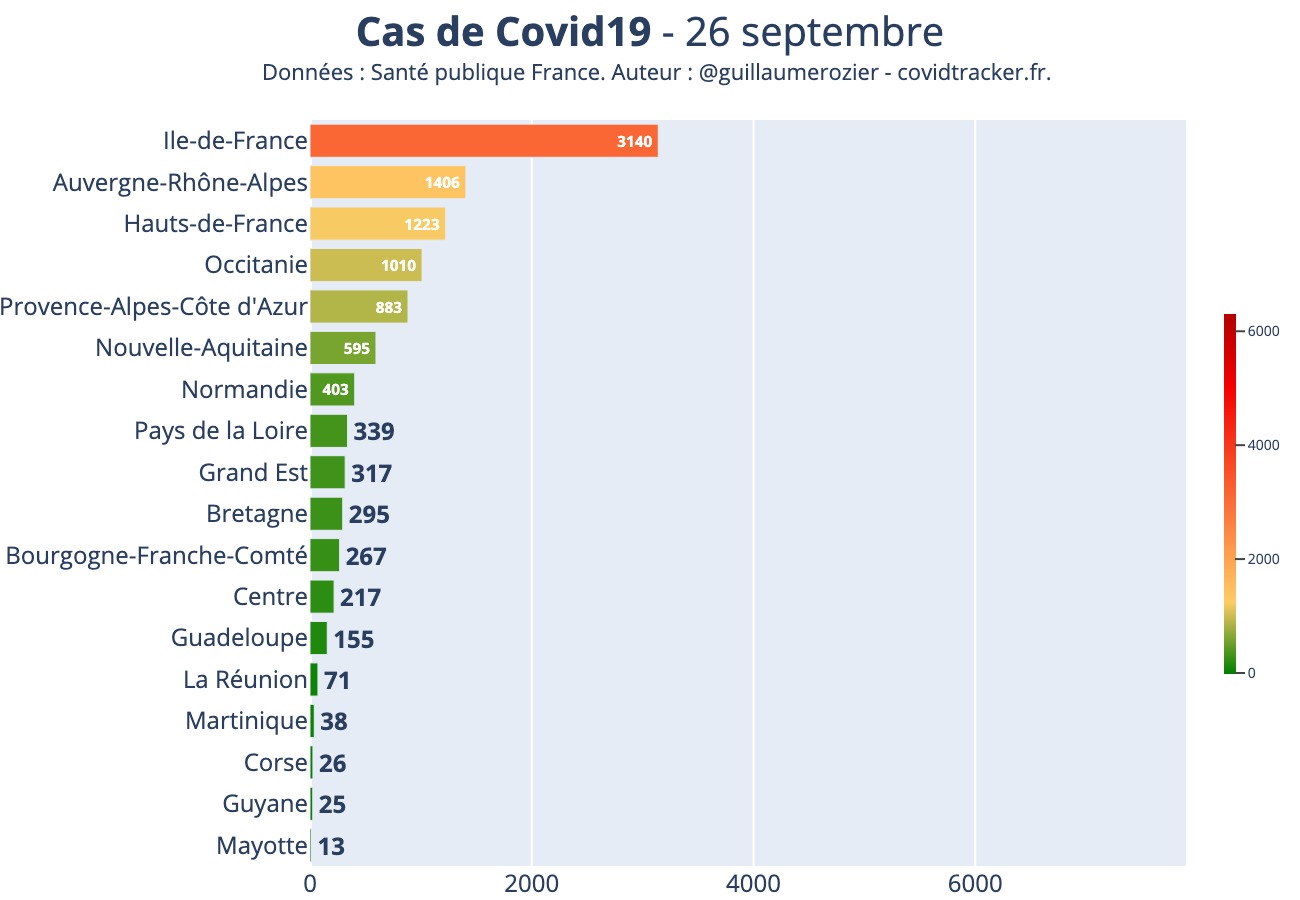 Cas de Covid19 - 26 septembre
Données : Santé publique France. Auteur : @guillaumerozier - covidtracker.fr.
Ile-de-France 3140
Auvergne-Rhône-Alpes 1406
Hauts-de-France 1223
Occitanie 1010
Provence-Alpes-Côte d'Azur 883
Nouvelle-Aquitaine 595
Normandie 403
Pays de la Loire 339
Grand Est 317
Bretagne 295
Bourgogne-Franche-Comté 267
Centre 217
Guadeloupe 155
La Réunion 71
Martinique 38
Corse 26
Guyane 25
Mayotte 13
0 2000 4000 6000
6000
4000
2000
0